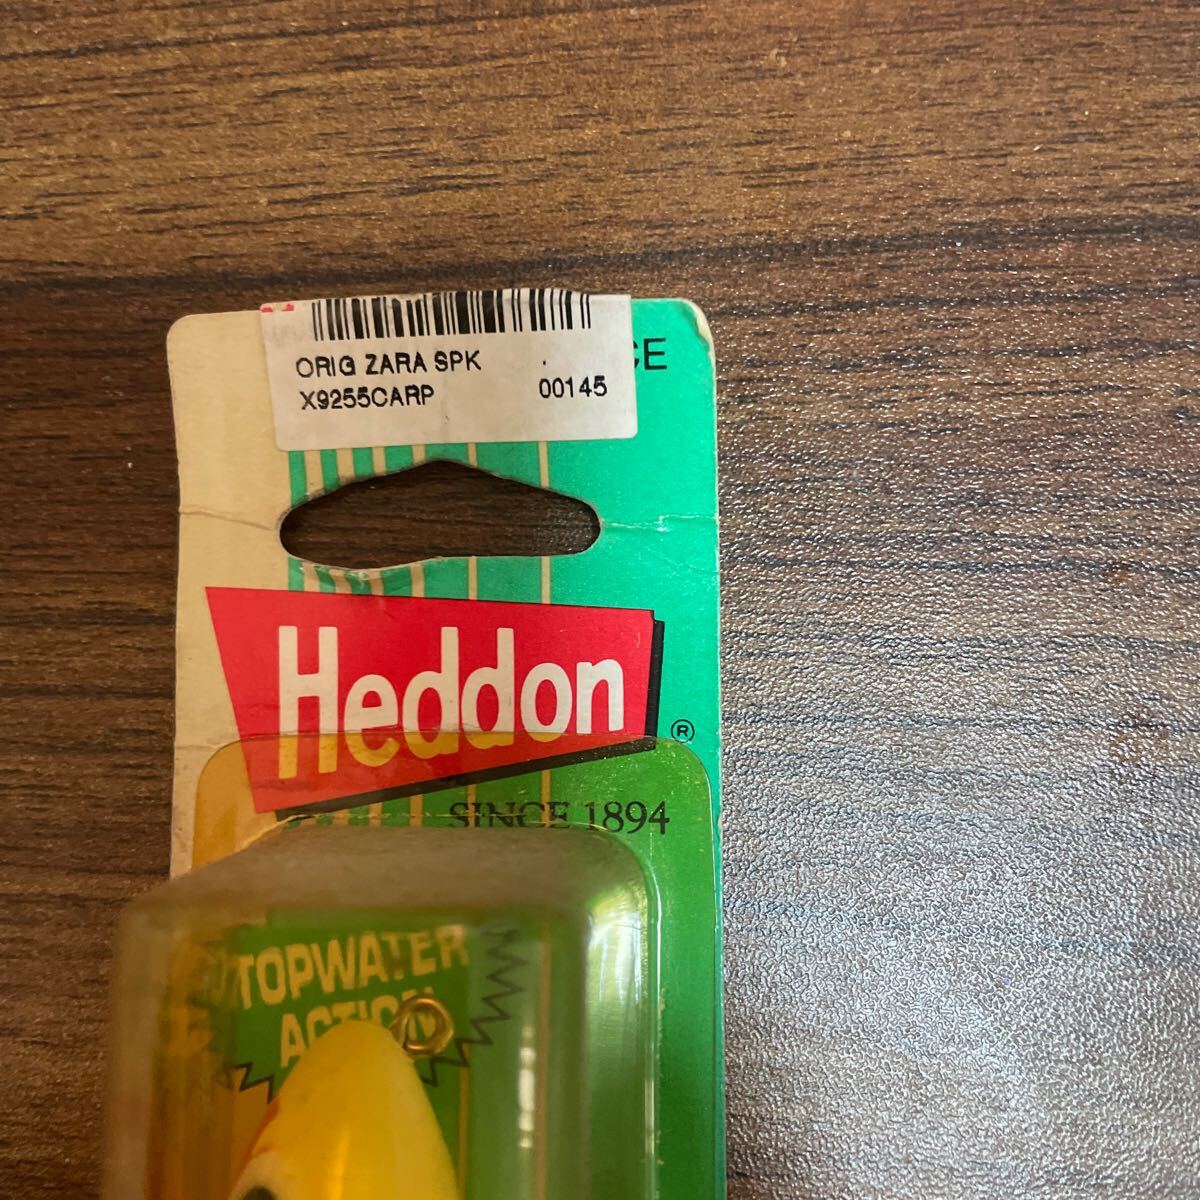 ORIG ZARA SPK
X9255CARP 00145
CE
Heddon ®
SINCE 1894
TOPWATER
ACTION